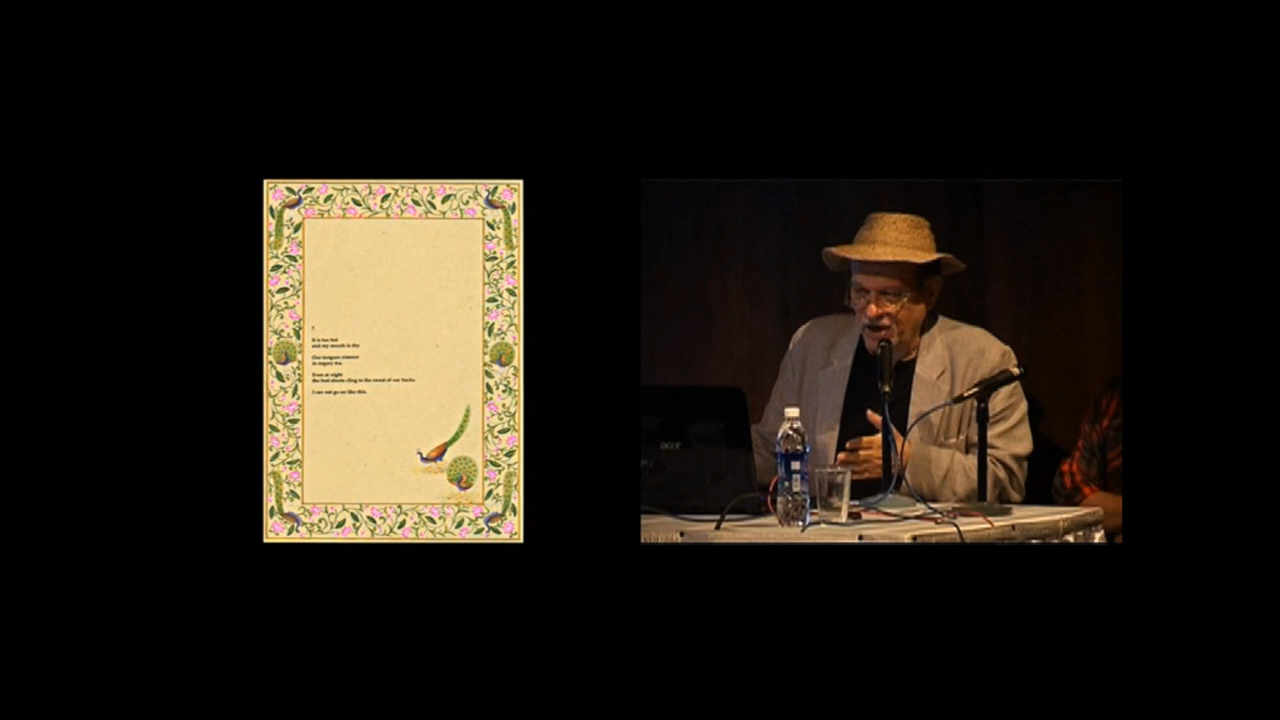 7.
It is too hot
and my mouth is dry.
Our tongues simmer
in sugary tea.
Even at night
the bed sheets cling to the sweat of our backs.
I can not go on like this.
acer